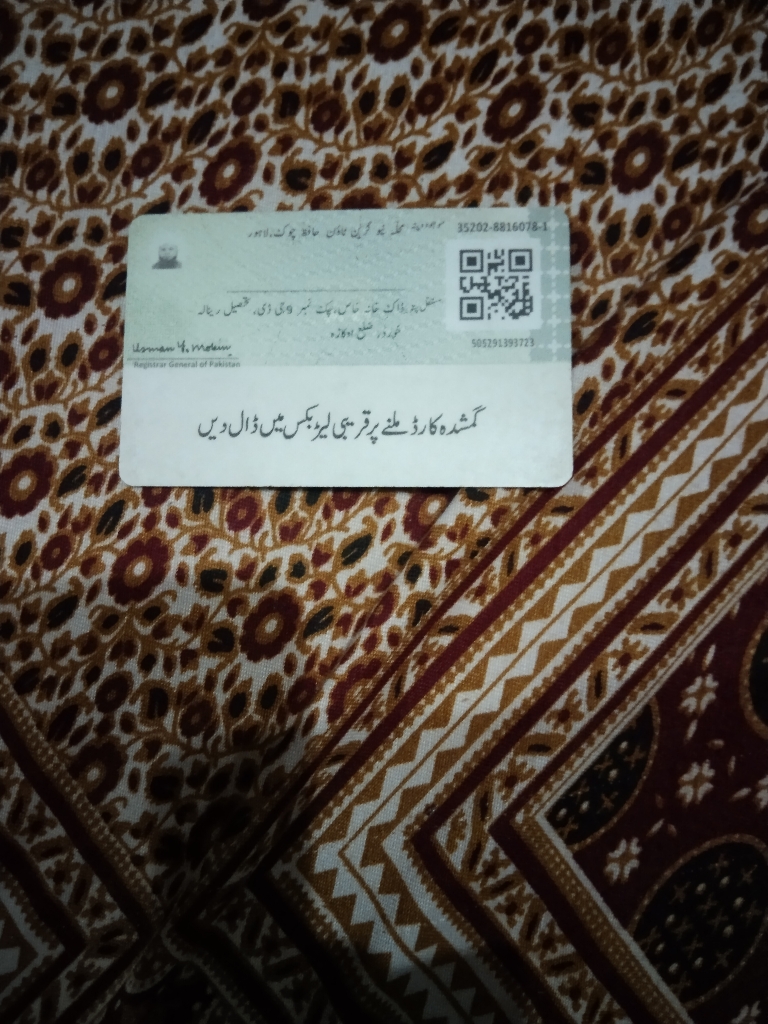 35202-8816078-1
موجودہ پتہ: محلہ نیو گرین ٹاؤن حافظ چوک، لاہور
مستقل پتہ: ڈاک خانہ خاص، چک نمبر 9 جی ڈی، تحصیل رینالہ
خورد، ضلع اوکاڑہ
505291393723
Usman Y. Mobin
Registrar General of Pakistan
گمشدہ کارڈ ملنے پر قریبی لیٹر بکس میں ڈال دیں